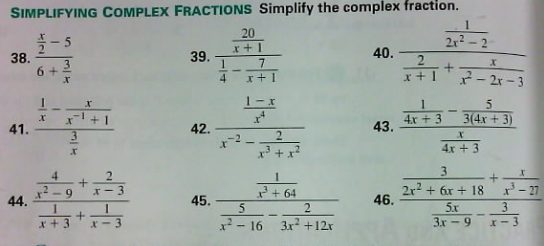 SIMPLIFYING COMPLEX FRACTIONS Simplify the complex fraction.
38. (x/2 - 5) / (6 + 3/x)
39. (20/(x + 1)) / (1/4 - 7/(x + 1))
40. (1/(2x² - 2)) / (2/(x + 1) + x/(x² - 2x - 3))
41. (1/x - x/(x⁻¹ + 1)) / (3/x)
42. ((1 - x)/x⁴) / (x⁻² - 2/(x³ + x²))
43. (1/(4x + 3) - 5/(3(4x + 3))) / (x/(4x + 3))
44. (4/(x² - 9) + 2/(x - 3)) / (1/(x + 3) + 1/(x - 3))
45. (1/(x³ + 64)) / (5/(x² - 16) - 2/(3x² + 12x))
46. (3/(2x² + 6x + 18) + x/(x³ - 27)) / (5x/(3x - 9) - 3/(x - 3))